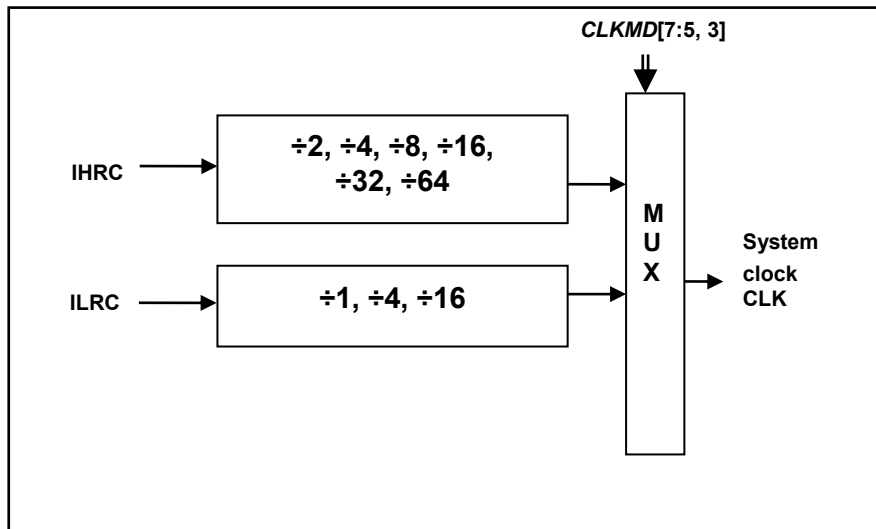 CLKMD[7:5, 3]
IHRC
÷2, ÷4, ÷8, ÷16,
÷32, ÷64
ILRC
÷1, ÷4, ÷16
M
U
X
System
clock
CLK